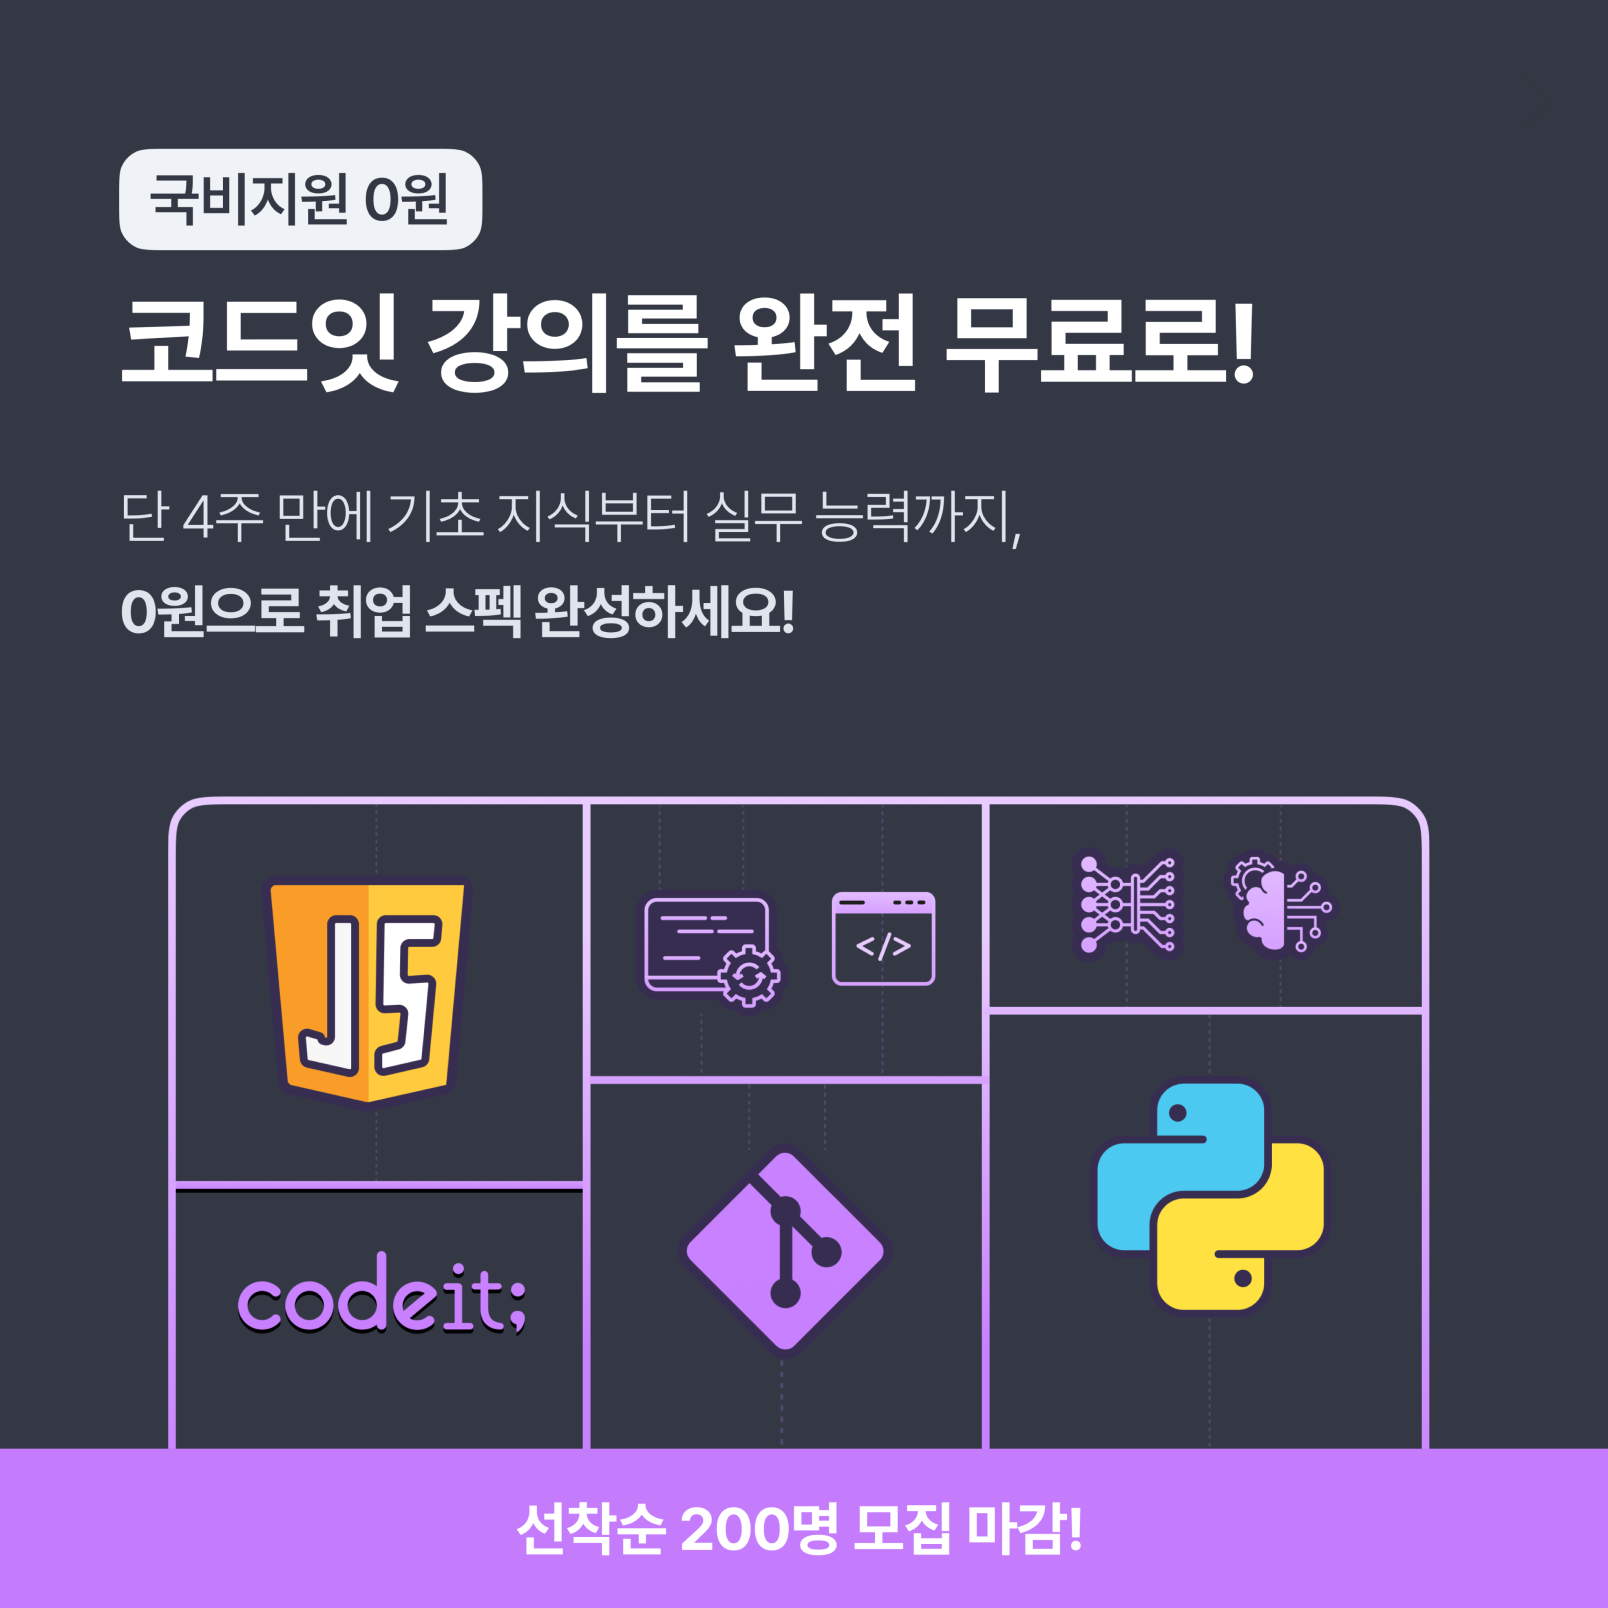 국비지원 0원
코드잇 강의를 완전 무료로!
단 4주 만에 기초 지식부터 실무 능력까지,
0원으로 취업 스펙 완성하세요!
JS
</>
codeit;
선착순 200명 모집 마감!